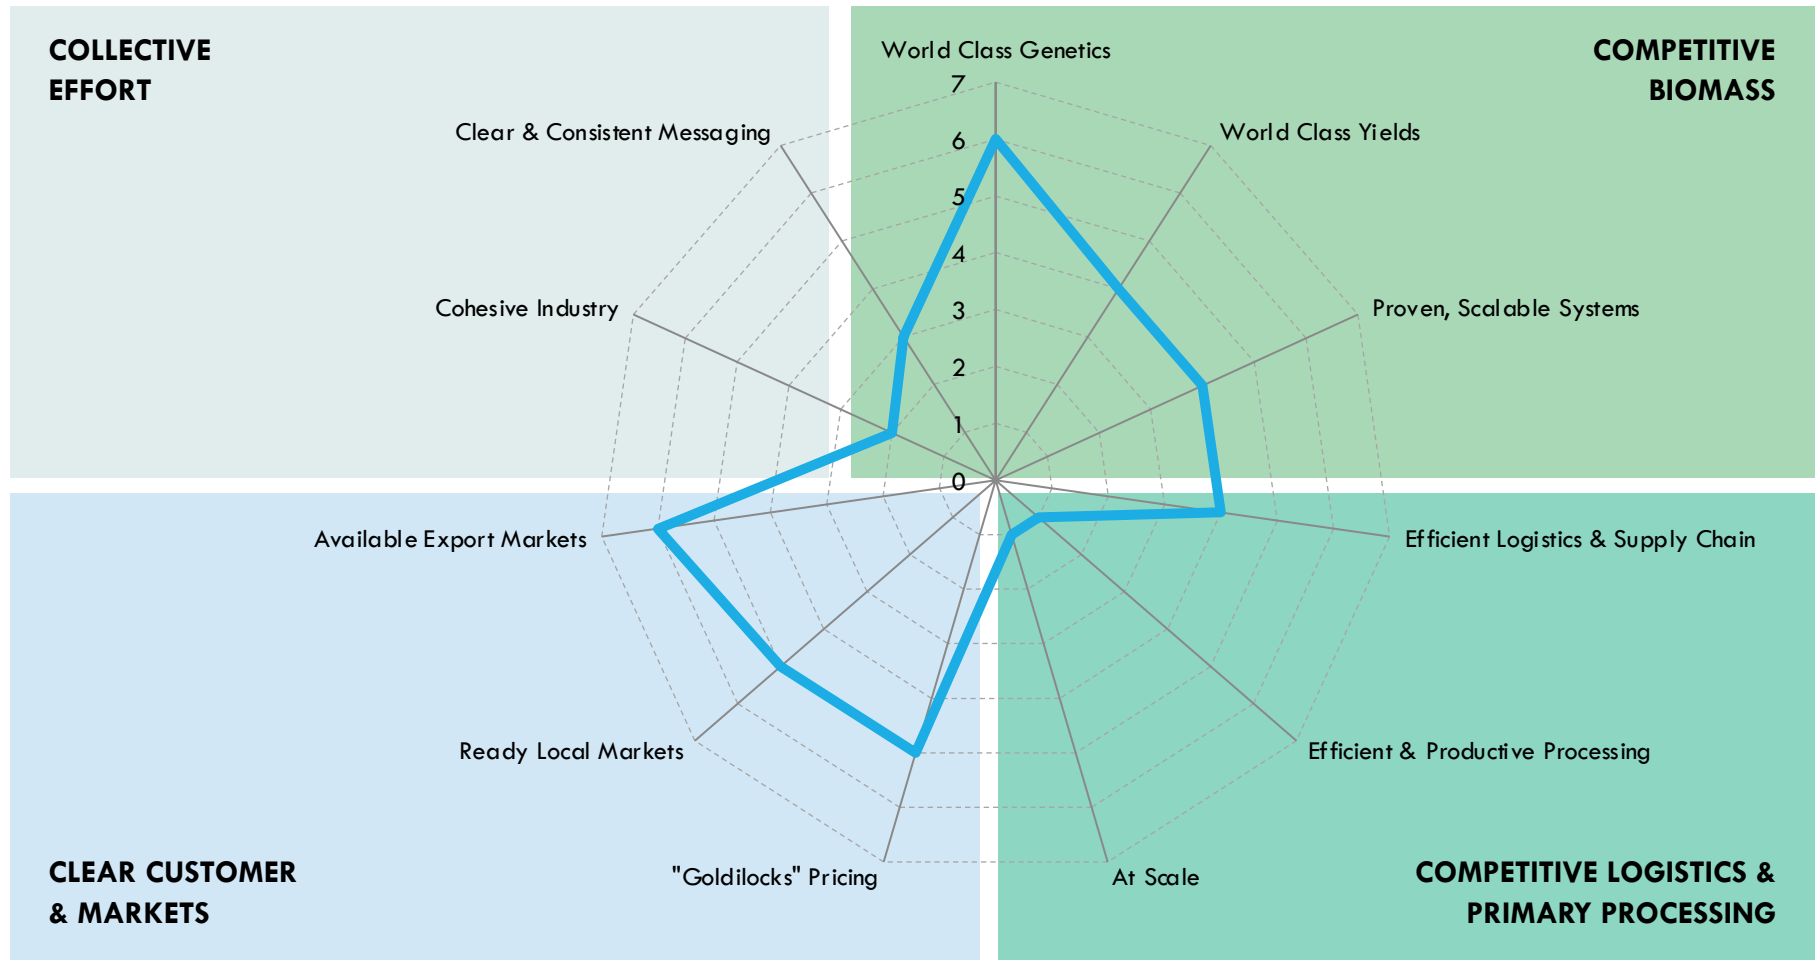 COLLECTIVE
EFFORT
COMPETITIVE
BIOMASS
World Class Genetics
World Class Yields
Proven, Scalable Systems
Efficient Logistics & Supply Chain
Efficient & Productive Processing
At Scale
"Goldilocks" Pricing
Ready Local Markets
Available Export Markets
Cohesive Industry
Clear & Consistent Messaging
7
6
5
4
3
2
1
0
CLEAR CUSTOMER
& MARKETS
COMPETITIVE LOGISTICS &
PRIMARY PROCESSING